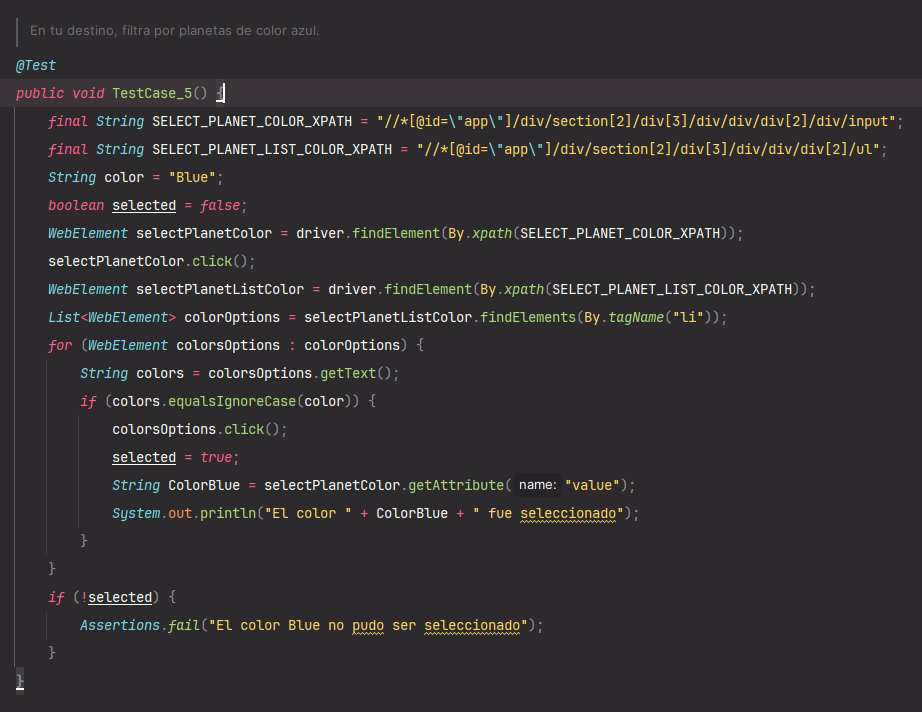 En tu destino, filtra por planetas de color azul.
@Test
public void TestCase_5() {
final String SELECT_PLANET_COLOR_XPATH = "//*[@id=\"app\"]/div/section[2]/div[3]/div/div/div[2]/div/input";
final String SELECT_PLANET_LIST_COLOR_XPATH = "//*[@id=\"app\"]/div/section[2]/div[3]/div/div/div[2]/ul";
String color = "Blue";
boolean selected = false;
WebElement selectPlanetColor = driver.findElement(By.xpath(SELECT_PLANET_COLOR_XPATH));
selectPlanetColor.click();
WebElement selectPlanetListColor = driver.findElement(By.xpath(SELECT_PLANET_LIST_COLOR_XPATH));
List<WebElement> colorOptions = selectPlanetListColor.findElements(By.tagName("li"));
for (WebElement colorsOptions : colorOptions) {
String colors = colorsOptions.getText();
if (colors.equalsIgnoreCase(color)) {
colorsOptions.click();
selected = true;
String ColorBlue = selectPlanetColor.getAttribute( name: "value");
System.out.println("El color " + ColorBlue + " fue seleccionado");
}
}
if (!selected) {
Assertions.fail("El color Blue no pudo ser seleccionado");
}
}